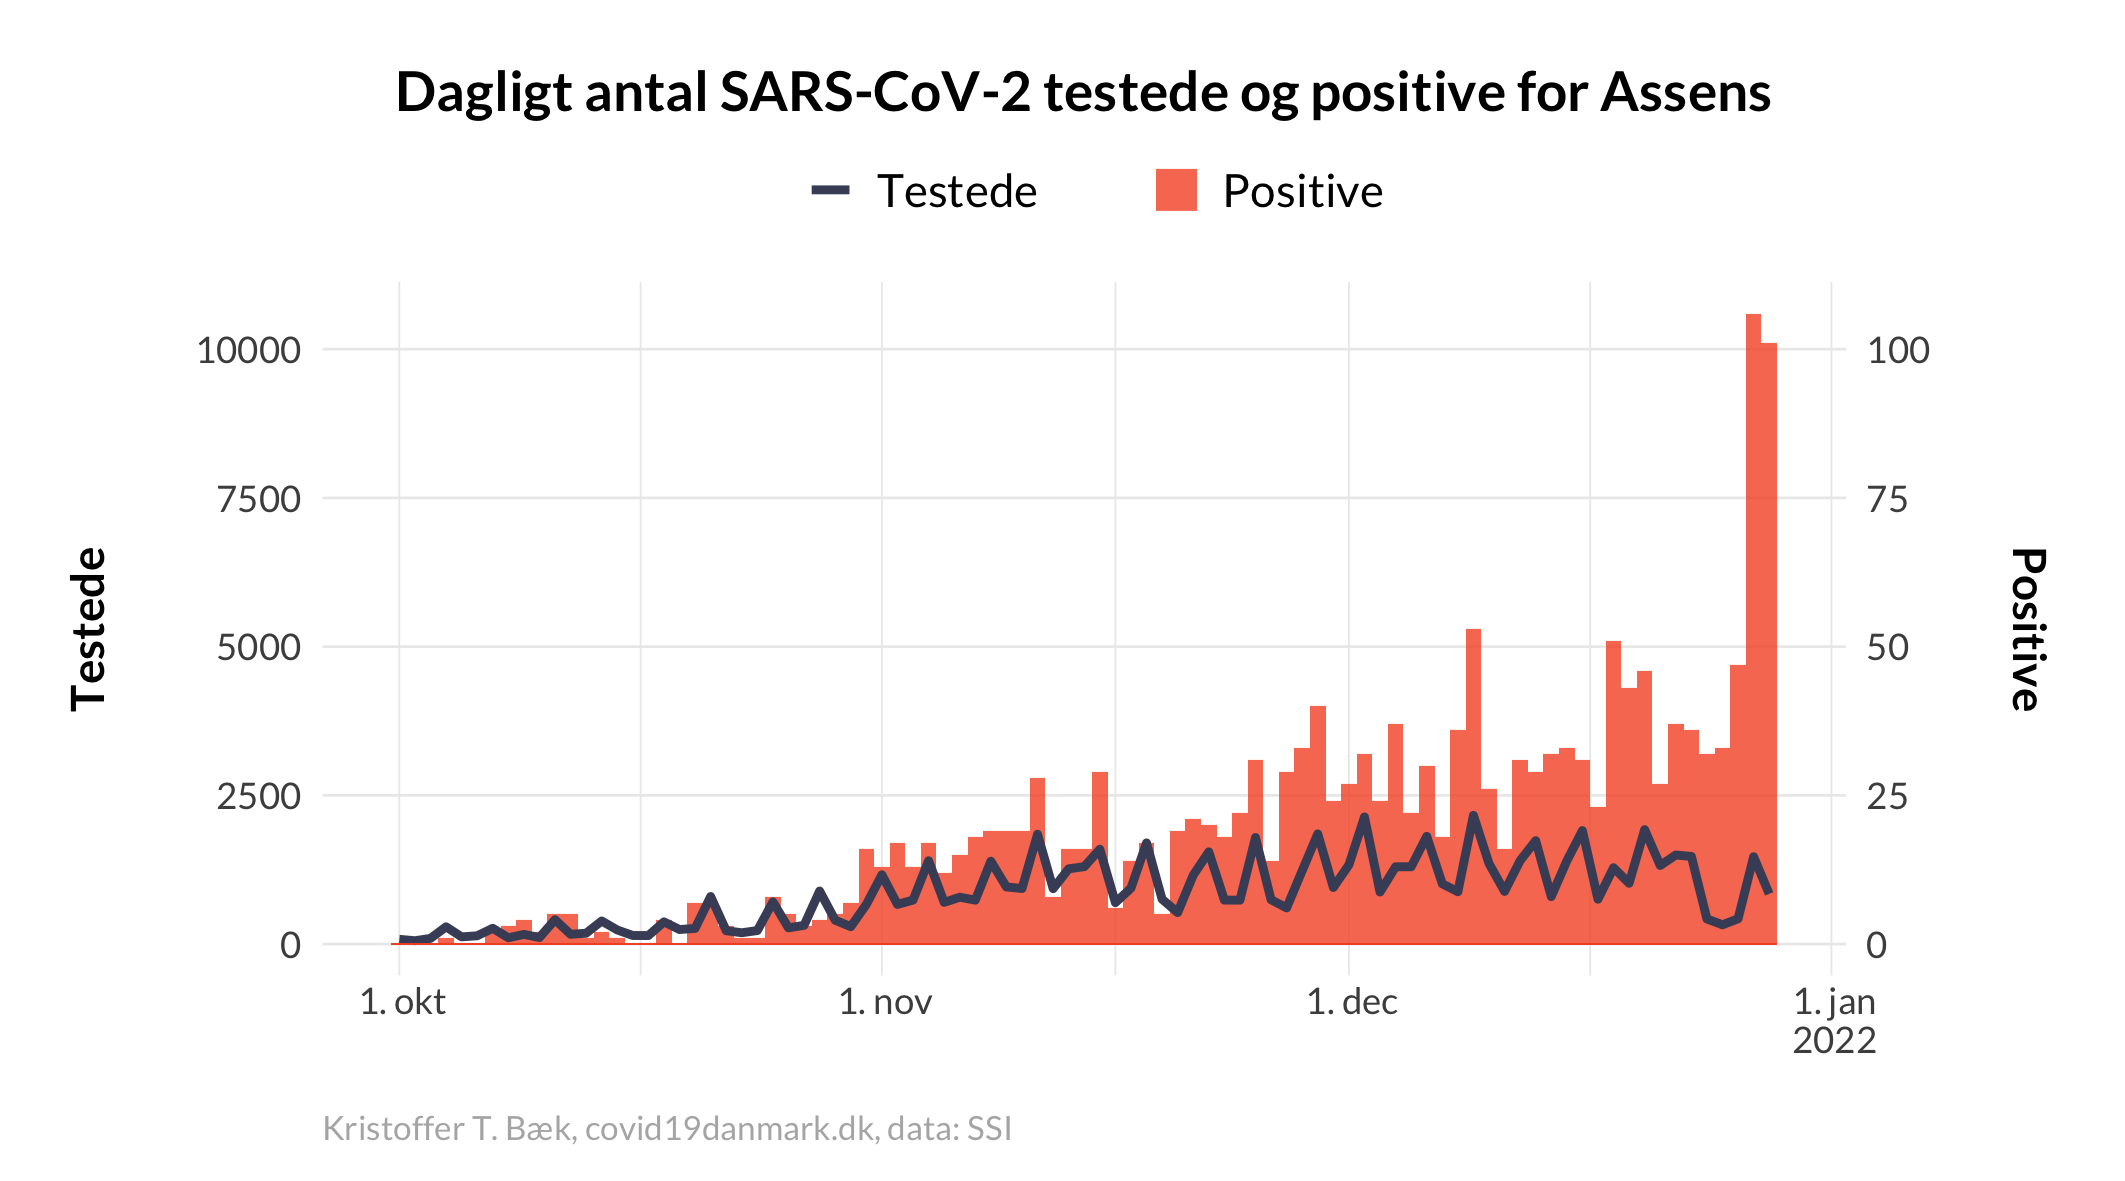 Dagligt antal SARS-CoV-2 testede og positive for Assens
Testede Positive
10000 100
7500 75
5000 50
2500 25
0 0
Testede
Positive
1. okt 1. nov 1. dec 1. jan
2022
Kristoffer T. Bæk, covid19danmark.dk, data: SSI